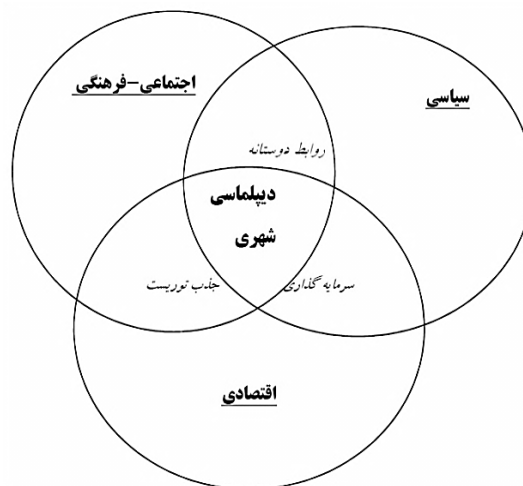 سیاسی
اجتماعی-فرهنگی
روابط دوستانه
دیپلماسی
شهری
سرمایه گذاری
جذب توریست
اقتصادی